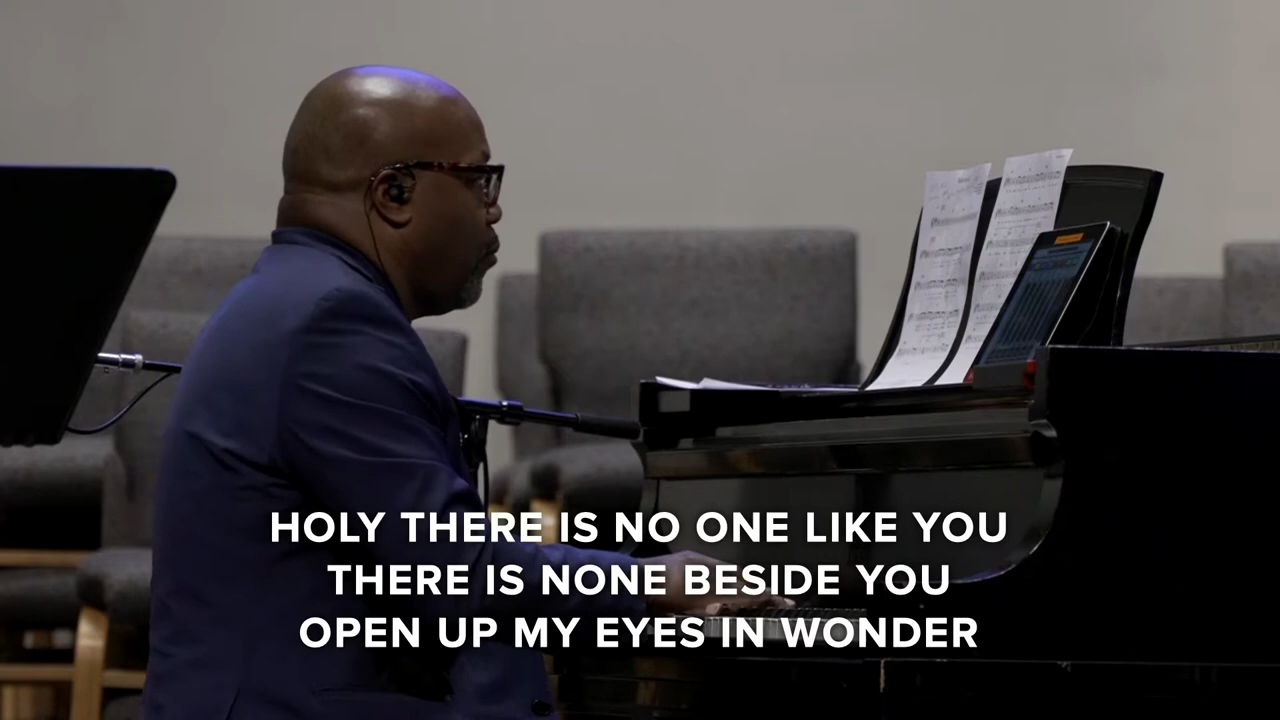 HOLY THERE IS NO ONE LIKE YOU
THERE IS NONE BESIDE YOU
OPEN UP MY EYES IN WONDER